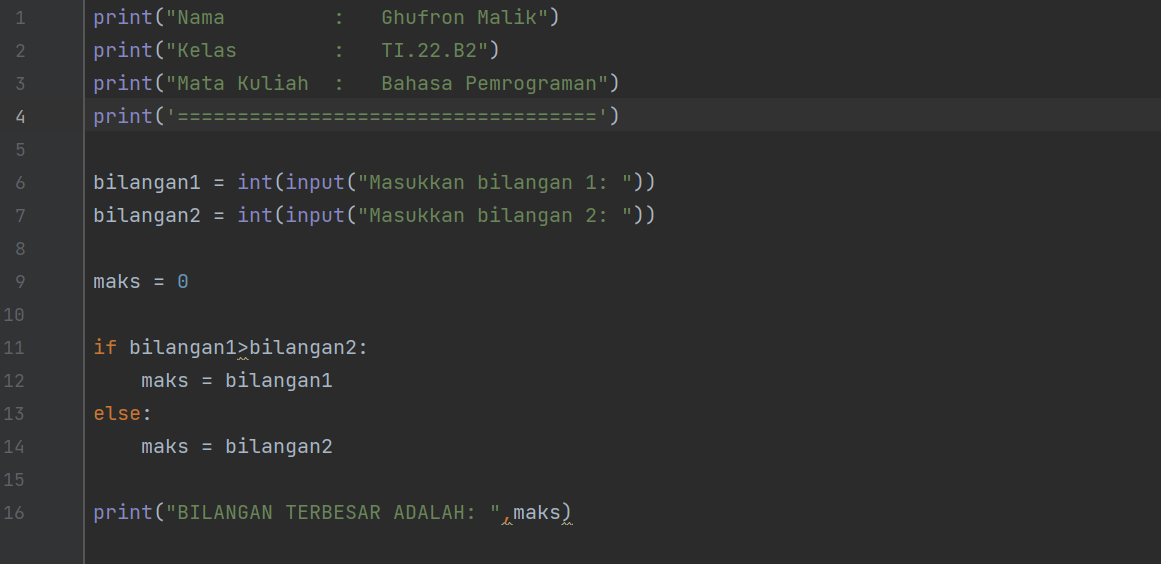 1 print("Nama         :   Ghufron Malik")
2 print("Kelas        :   TI.22.B2")
3 print("Mata Kuliah  :   Bahasa Pemrograman")
4 print('===================================')
5
6 bilangan1 = int(input("Masukkan bilangan 1: "))
7 bilangan2 = int(input("Masukkan bilangan 2: "))
8
9 maks = 0
10
11 if bilangan1>bilangan2:
12     maks = bilangan1
13 else:
14     maks = bilangan2
15
16 print("BILANGAN TERBESAR ADALAH: ",maks)